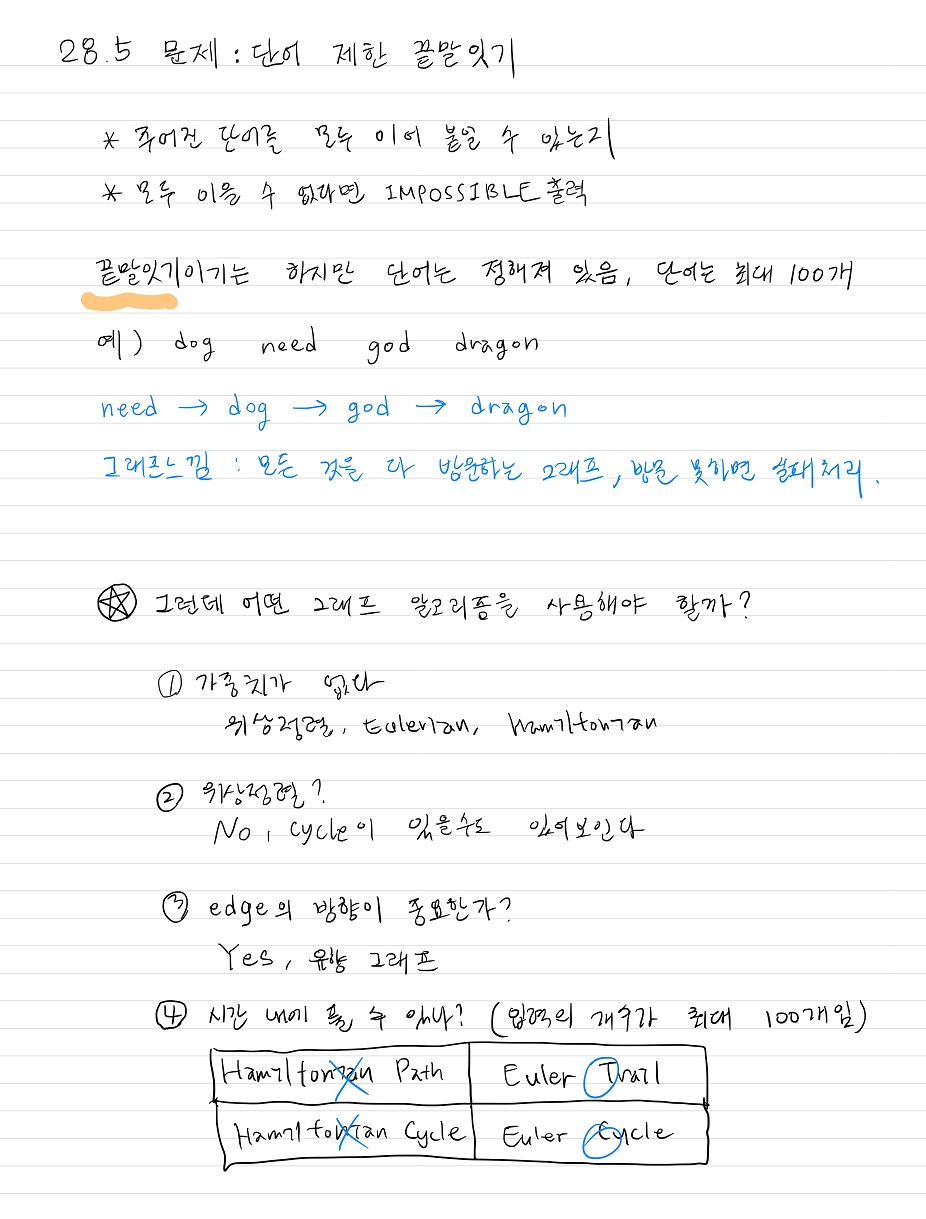 28.5 문제 : 단어 제한 끝말잇기
* 주어진 단어를 모두 이어 붙일 수 있는지
* 모두 이을 수 없다면 IMPOSSIBLE 출력
끝말잇기이기는 하지만 단어는 정해져 있음, 단어는 최대 100개
예) dog need god dragon
need → dog → god → dragon
그래프느낌 : 모든 것을 다 방문하는 그래프, 방문 못하면 실패처리.
그런데 어떤 그래프 알고리즘을 사용해야 할까?
① 가중치가 없다
위상정렬, Eulerian, Hamiltonian
② 위상정렬?
No, cycle이 있을수도 있어보인다
③ edge의 방향이 중요한가?
Yes, 유향 그래프
④ 시간 내에 풀 수 있나? (입력의 개수가 최대 100개임)
Hamiltonian Path Euler Trail
Hamiltonian Cycle Euler Cycle